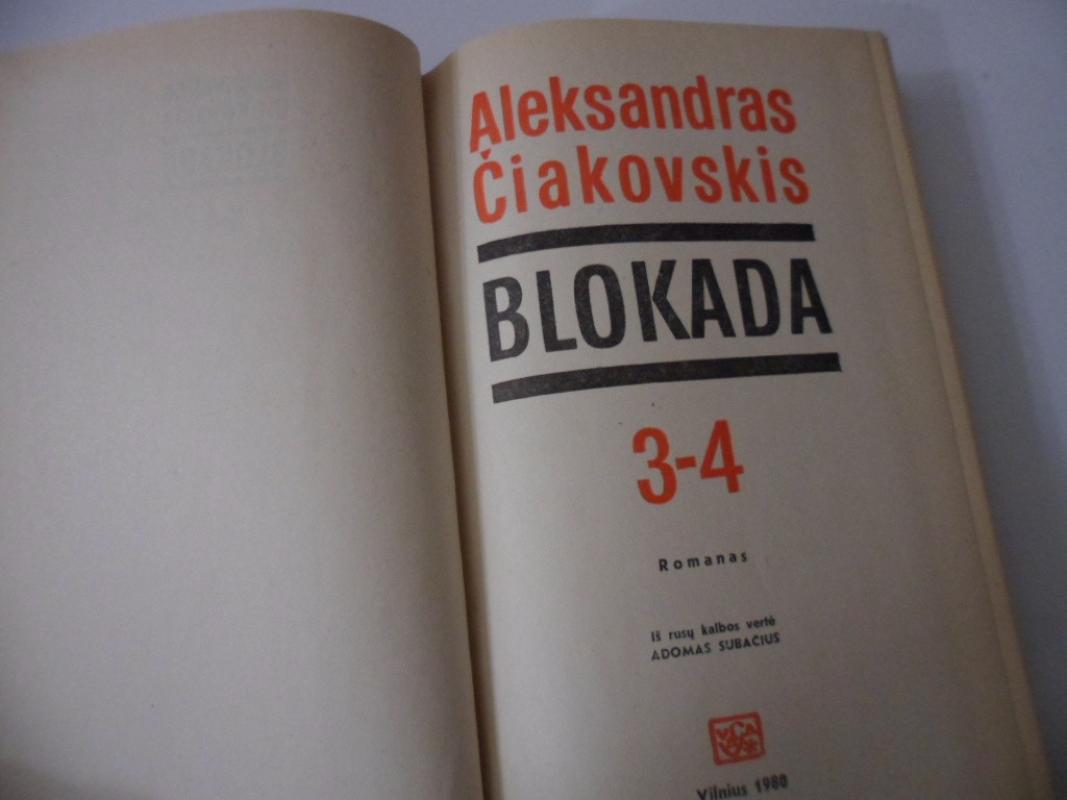 Aleksandras
Čiakovskis
BLOKADA
3-4
Romanas
Iš rusų kalbos vertė
ADOMAS SUBAČIUS
Vilnius 1980